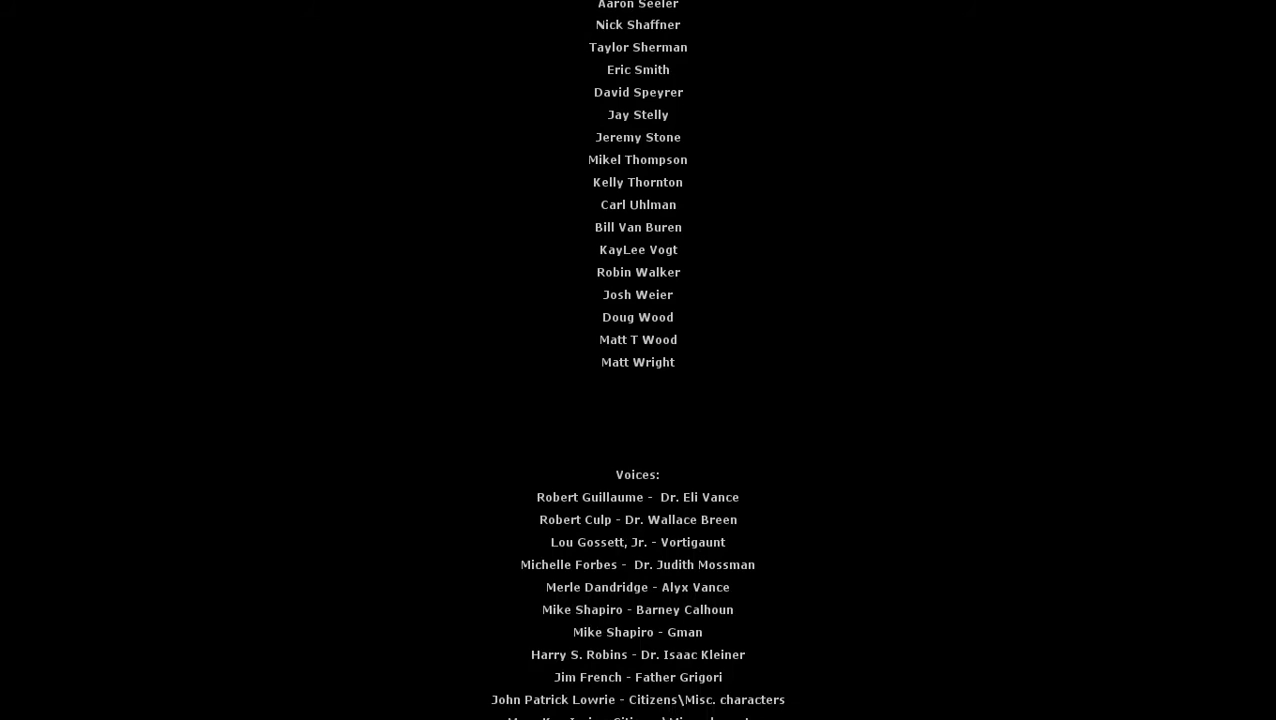 Aaron Seeler
Nick Shaffner
Taylor Sherman
Eric Smith
David Speyrer
Jay Stelly
Jeremy Stone
Mikel Thompson
Kelly Thornton
Carl Uhlman
Bill Van Buren
KayLee Vogt
Robin Walker
Josh Weier
Doug Wood
Matt T Wood
Matt Wright
Voices:
Robert Guillaume -  Dr. Eli Vance
Robert Culp - Dr. Wallace Breen
Lou Gossett, Jr. - Vortigaunt
Michelle Forbes -  Dr. Judith Mossman
Merle Dandridge - Alyx Vance
Mike Shapiro - Barney Calhoun
Mike Shapiro - Gman
Harry S. Robins - Dr. Isaac Kleiner
Jim French - Father Grigori
John Patrick Lowrie - Citizens\Misc. characters